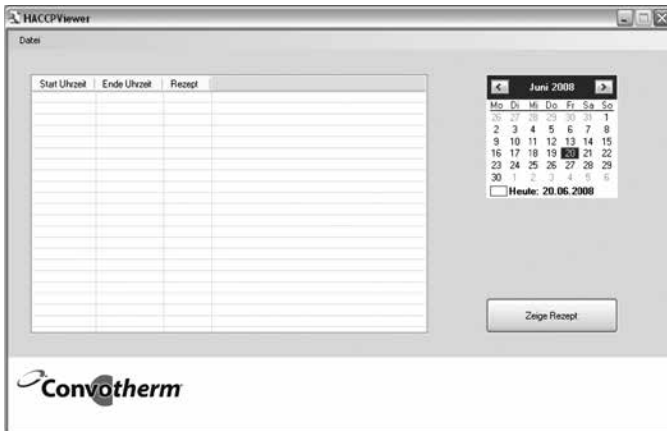 HACCPViewer
Datei
Start Uhrzeit Ende Uhrzeit Rezept
Juni 2008
Mo Di Mi Do Fr Sa So
26 27 28 29 30 31 1
2 3 4 5 6 7 8
9 10 11 12 13 14 15
16 17 18 19 20 21 22
23 24 25 26 27 28 29
30 1 2 3 4 5 6
Heute: 20.06.2008
Zeige Rezept
Convotherm